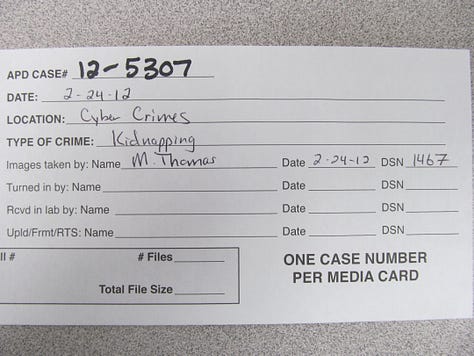 APD CASE# 12-5307
DATE: 2-24-12
LOCATION: Cyber Crimes
TYPE OF CRIME: Kidnapping
Images taken by: Name M. Thomas Date 2-24-12 DSN 1467
Turned in by: Name Date DSN
Rcvd in lab by: Name Date DSN
Upld/Frmt/RTS: Name Date DSN
ll # # Files
Total File Size
ONE CASE NUMBER
PER MEDIA CARD